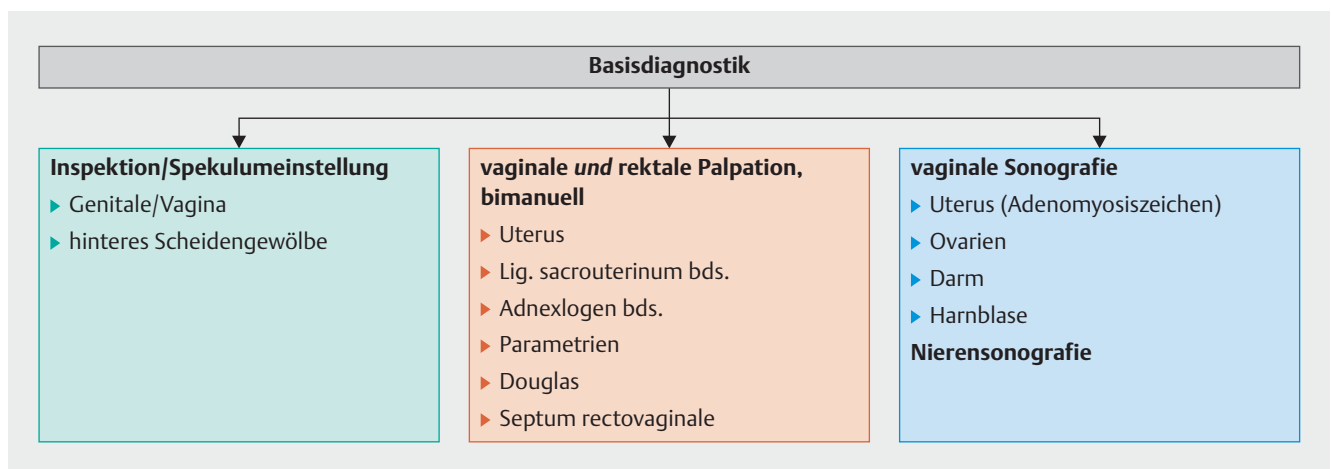 Basisdiagnostik
Inspektion/Spekulumeinstellung
Genitale/Vagina
hinteres Scheidengewölbe
vaginale und rektale Palpation,
bimanuell
Uterus
Lig. sacrouterinum bds.
Adnexlogen bds.
Parametrien
Douglas
Septum rectovaginale
vaginale Sonografie
Uterus (Adenomyosiszeichen)
Ovarien
Darm
Harnblase
Nierensonografie